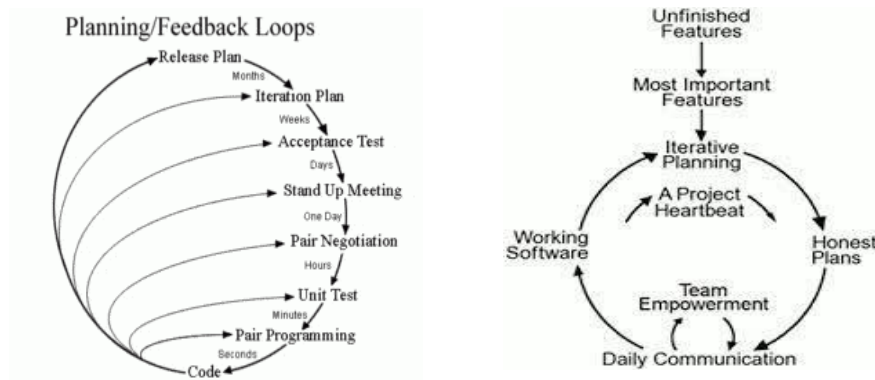 Planning/Feedback Loops
Release Plan
Months
Iteration Plan
Weeks
Acceptance Test
Days
Stand Up Meeting
One Day
Pair Negotiation
Hours
Unit Test
Minutes
Pair Programming
Seconds
Code
Unfinished
Features
Most Important
Features
Iterative
Planning
A Project
Heartbeat
Working
Software
Honest
Plans
Team
Empowerment
Daily Communication